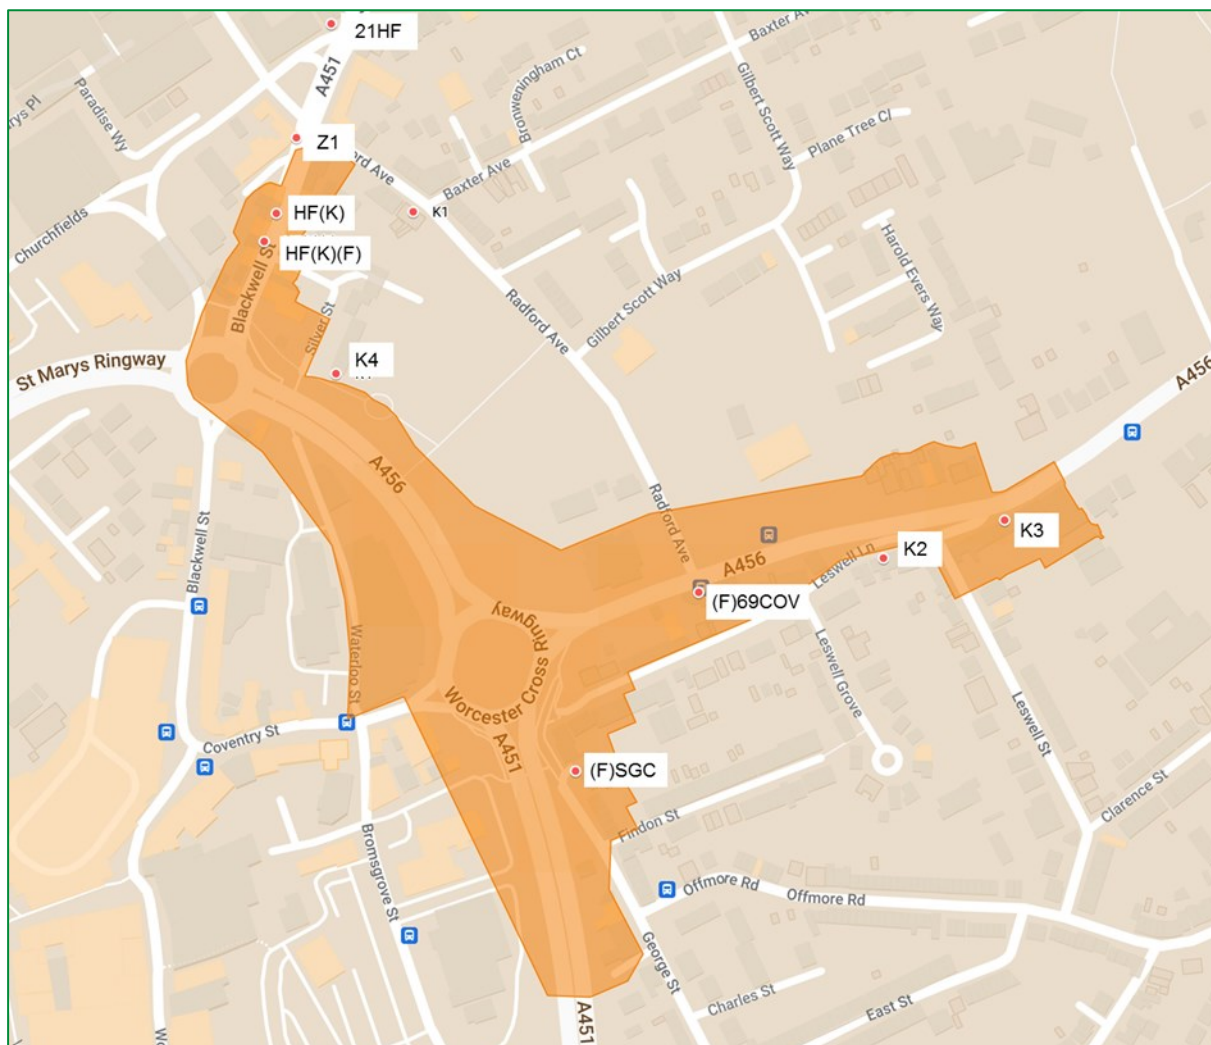 21HF
A451
Baxter Ave
Bronweningham Ct
Gilbert Scott Way
Plane Tree Cl
Paradise Wy
Z1
Baxter Ave
K1
HF(K)
HF(K)(F)
Churchfields
Blackwell St
Harold Evers Way
Gilbert Scott Way
Radford Ave
Silver St
St Marys Ringway
K4
A456
A456
Radford Ave
K3
K2
A456
Leswell Ln
(F)69COV
Blackwell St
Waterloo St
Worcester Cross Ringway
Leswell Grove
Leswell St
Coventry St
A451
(F)SGC
Clarence St
Findon St
Bromsgrove St
Offmore Rd
Offmore Rd
George St
Charles St
East St
A451